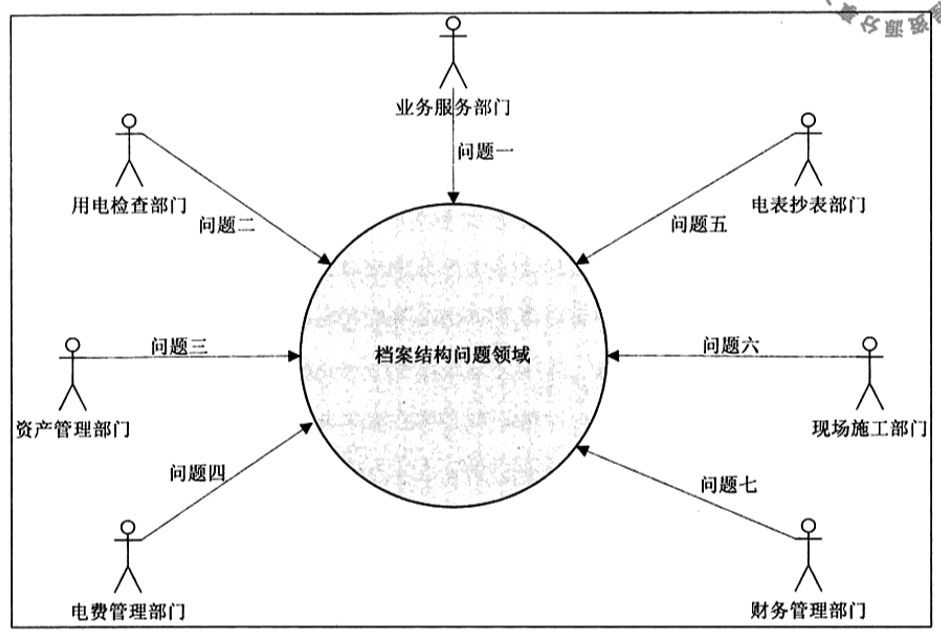 业务服务部门
问题一
用电检查部门
电表抄表部门
问题二
问题五
问题三
档案结构问题领域
问题六
资产管理部门
现场施工部门
问题四
问题七
电费管理部门
财务管理部门